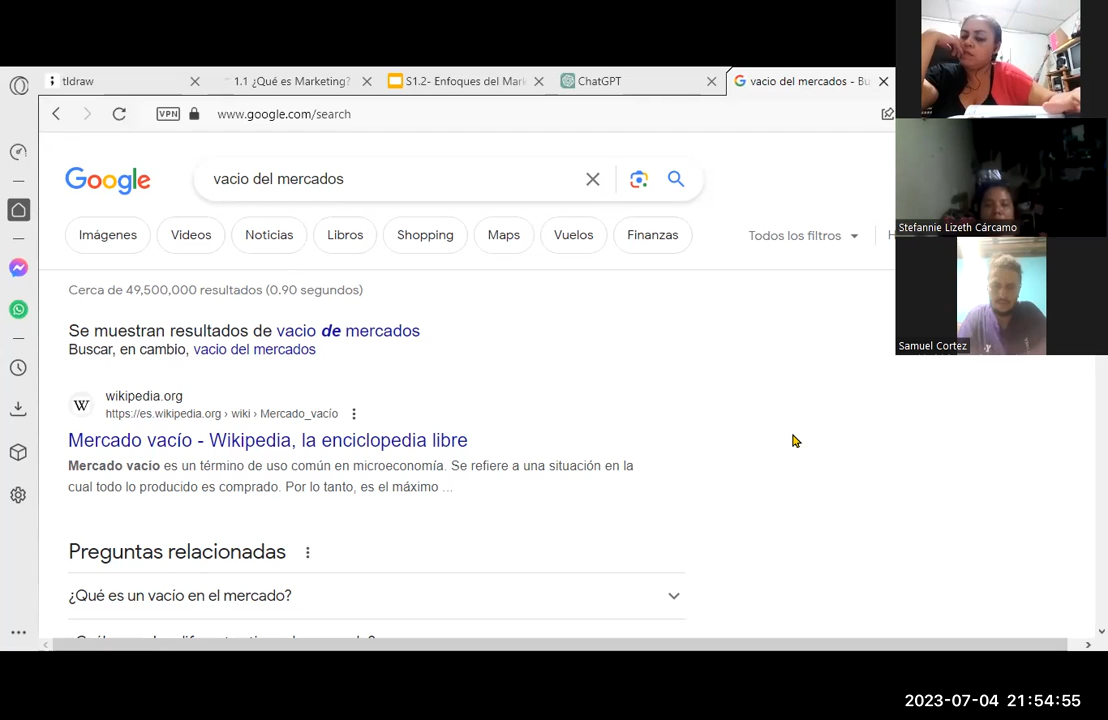 tldraw
1.1 ¿Qué es Marketing?
S1.2- Enfoques del Mark
ChatGPT
vacio del mercados - Bu
VPN
www.google.com/search
Google
vacio del mercados
Imágenes
Videos
Noticias
Libros
Shopping
Maps
Vuelos
Finanzas
Todos los filtros
Cerca de 49,500,000 resultados (0.90 segundos)
Se muestran resultados de vacio de mercados
Buscar, en cambio, vacio del mercados
W
wikipedia.org
https://es.wikipedia.org › wiki › Mercado_vacío
Mercado vacío - Wikipedia, la enciclopedia libre
Mercado vacío es un término de uso común en microeconomía. Se refiere a una situación en la
cual todo lo producido es comprado. Por lo tanto, es el máximo ...
Preguntas relacionadas
¿Qué es un vacío en el mercado?
Stefannie Lizeth Cárcamo
Samuel Cortez
2023-07-04 21:54:55